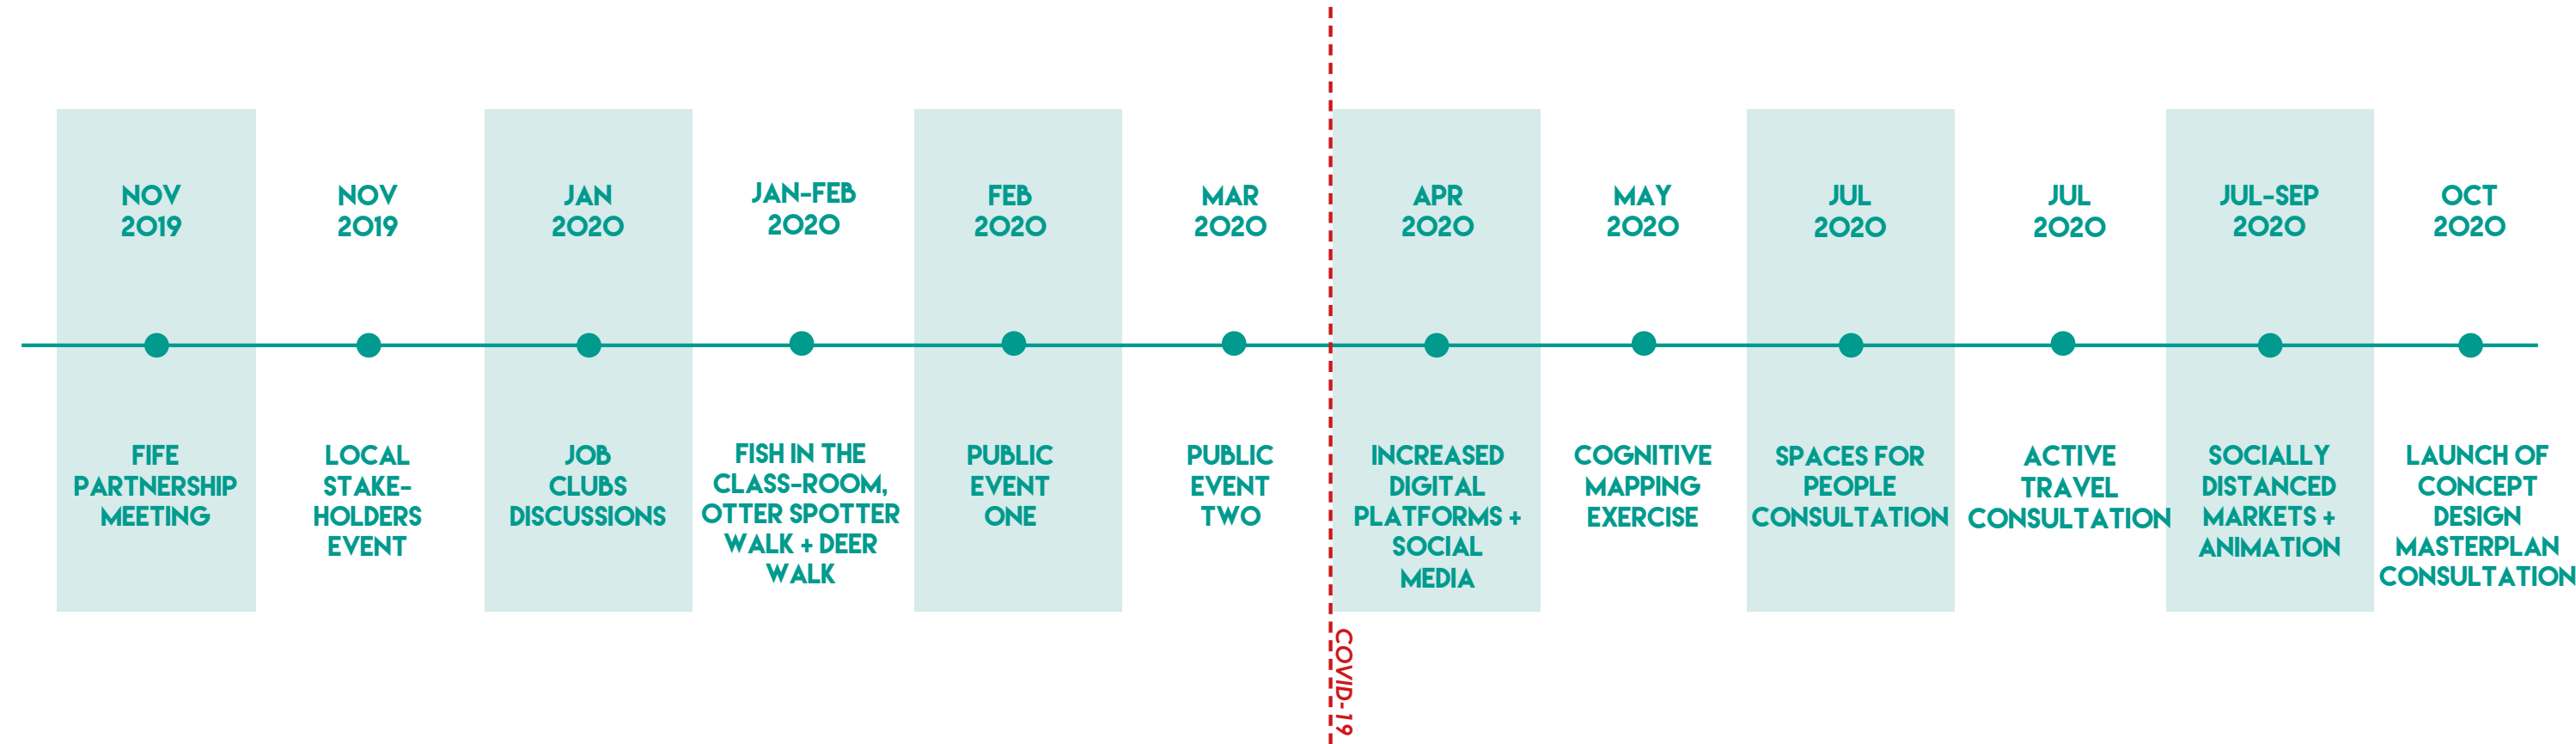 NOV
2019
NOV
2019
JAN
2020
JAN-FEB
2020
FEB
2020
MAR
2020
APR
2020
MAY
2020
JUL
2020
JUL
2020
JUL-SEP
2020
OCT
2020
FIFE
PARTNERSHIP
MEETING
LOCAL
STAKE-
HOLDERS
EVENT
JOB
CLUBS
DISCUSSIONS
FISH IN THE
CLASS-ROOM,
OTTER SPOTTER
WALK + DEER
WALK
PUBLIC
EVENT
ONE
PUBLIC
EVENT
TWO
INCREASED
DIGITAL
PLATFORMS +
SOCIAL
MEDIA
COGNITIVE
MAPPING
EXERCISE
SPACES FOR
PEOPLE
CONSULTATION
ACTIVE
TRAVEL
CONSULTATION
SOCIALLY
DISTANCED
MARKETS +
ANIMATION
LAUNCH OF
CONCEPT
DESIGN
MASTERPLAN
CONSULTATION
COVID-19